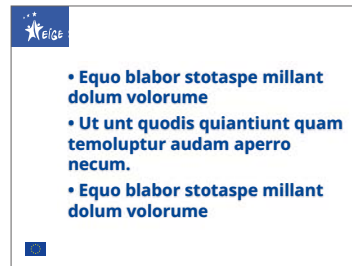 EIGE
• Equo blabor stotaspe millant
dolum volorume
• Ut unt quodis quiantiunt quam
temoluptur audam aperro
necum.
• Equo blabor stotaspe millant
dolum volorume